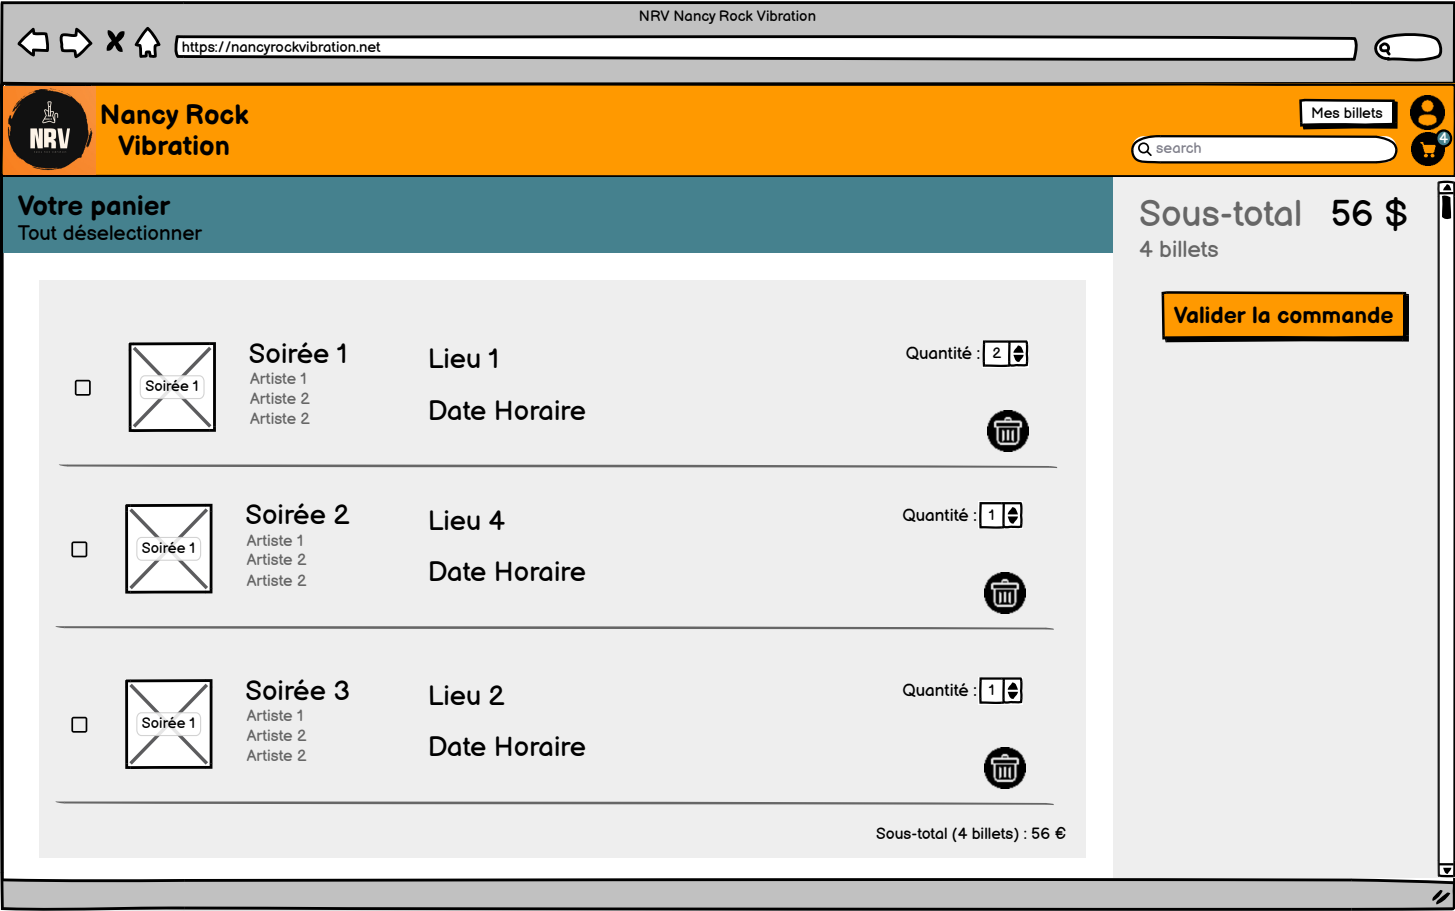 NRV Nancy Rock Vibration
https://nancyrockvibration.net
NRV
Nancy Rock
Vibration
Mes billets
search
4
Votre panier
Tout déselectionner
Sous-total 56 $
4 billets
Valider la commande
Soirée 1
Soirée 1
Artiste 1
Artiste 2
Artiste 2
Lieu 1
Date Horaire
Quantité : 2
Soirée 1
Soirée 2
Artiste 1
Artiste 2
Artiste 2
Lieu 4
Date Horaire
Quantité : 1
Soirée 1
Soirée 3
Artiste 1
Artiste 2
Artiste 2
Lieu 2
Date Horaire
Quantité : 1
Sous-total (4 billets) : 56 €